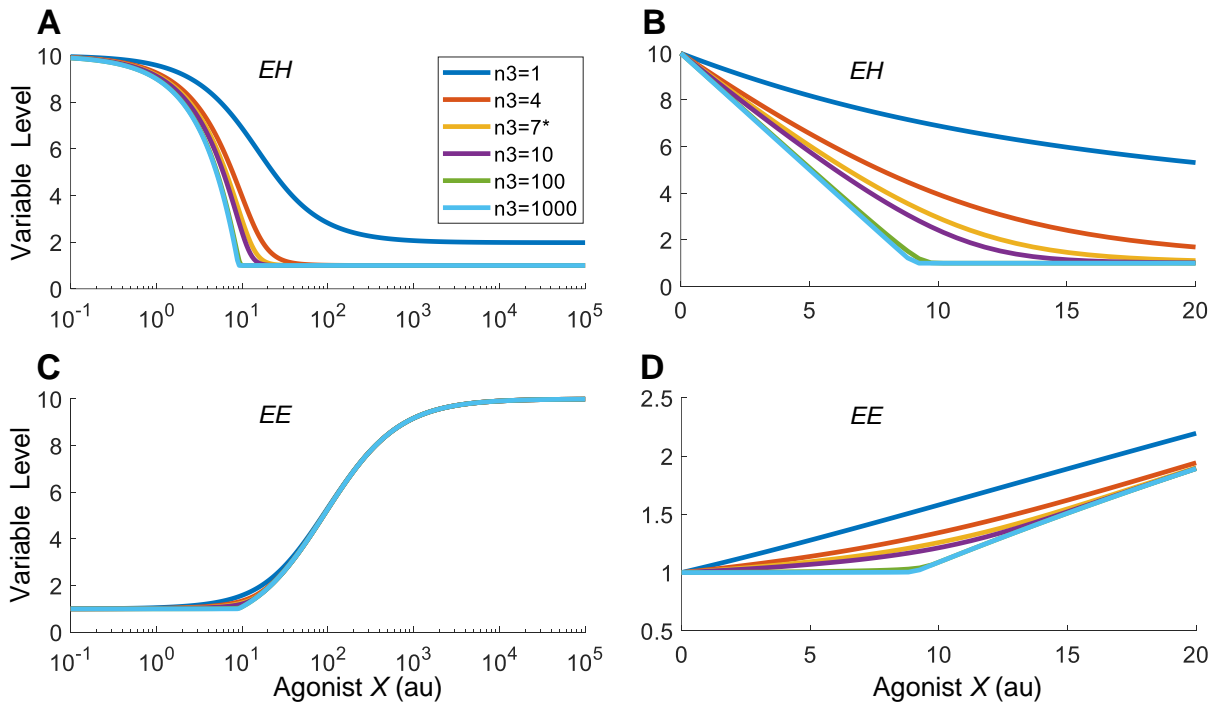 A
EH
Variable Level
10
8
6
4
2
0
10^-1 10^0 10^1 10^2 10^3 10^4 10^5
n3=1
n3=4
n3=7*
n3=10
n3=100
n3=1000
B
EH
10
8
6
4
2
0
0 5 10 15 20
C
EE
Variable Level
10
8
6
4
2
0
10^-1 10^0 10^1 10^2 10^3 10^4 10^5
Agonist X (au)
D
EE
2.5
2
1.5
1
0.5
0 5 10 15 20
Agonist X (au)